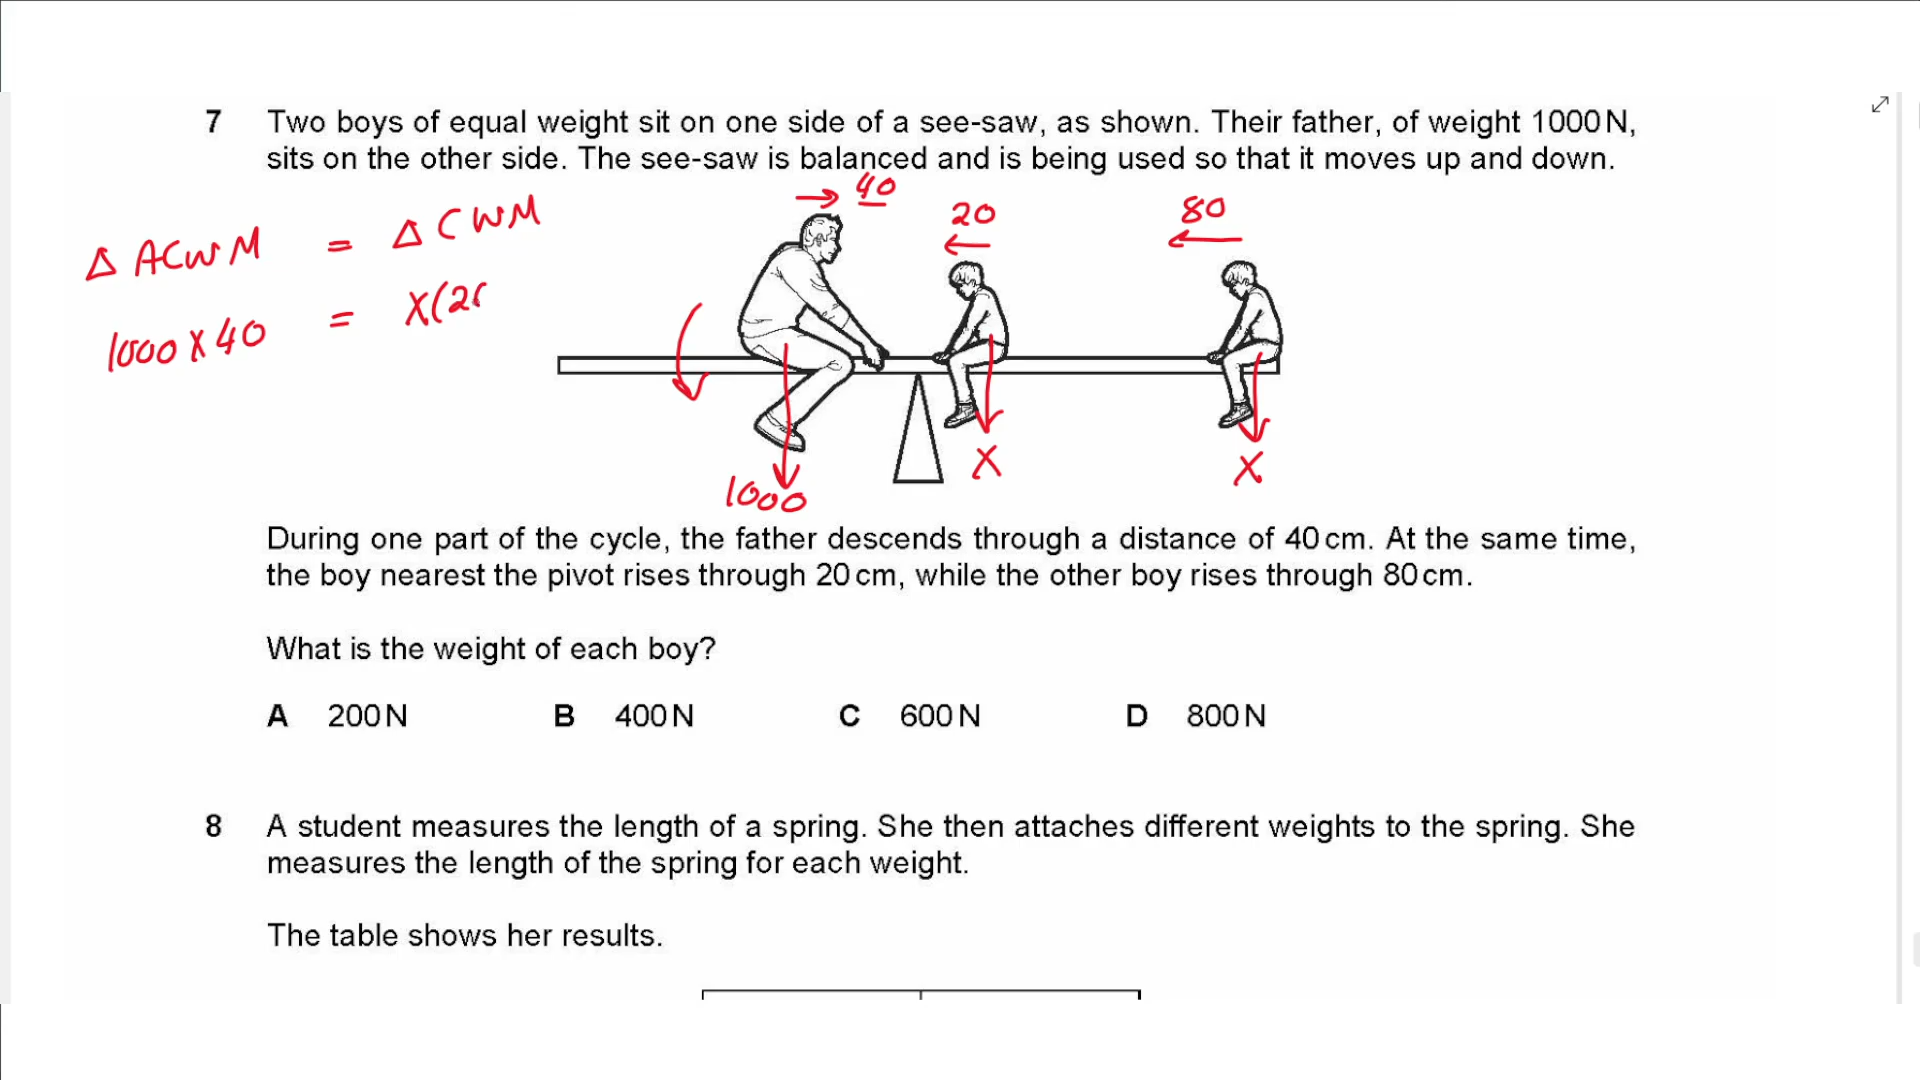 7 Two boys of equal weight sit on one side of a see-saw, as shown. Their father, of weight 1000 N,
sits on the other side. The see-saw is balanced and is being used so that it moves up and down.
→ 40
20
80
Δ ACWM = Δ CWM
1000 X 40 = X(20
X
X
1000
During one part of the cycle, the father descends through a distance of 40 cm. At the same time,
the boy nearest the pivot rises through 20 cm, while the other boy rises through 80 cm.
What is the weight of each boy?
A 200 N B 400 N C 600 N D 800 N
8 A student measures the length of a spring. She then attaches different weights to the spring. She
measures the length of the spring for each weight.
The table shows her results.